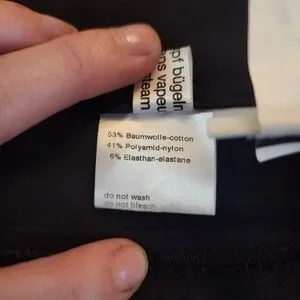 pf bügeln
ns vapeu
steam
53% Baumwolle-cotton
41% Polyamid-nylon
6% Elasthan-elastane
do not wash
do not bleach